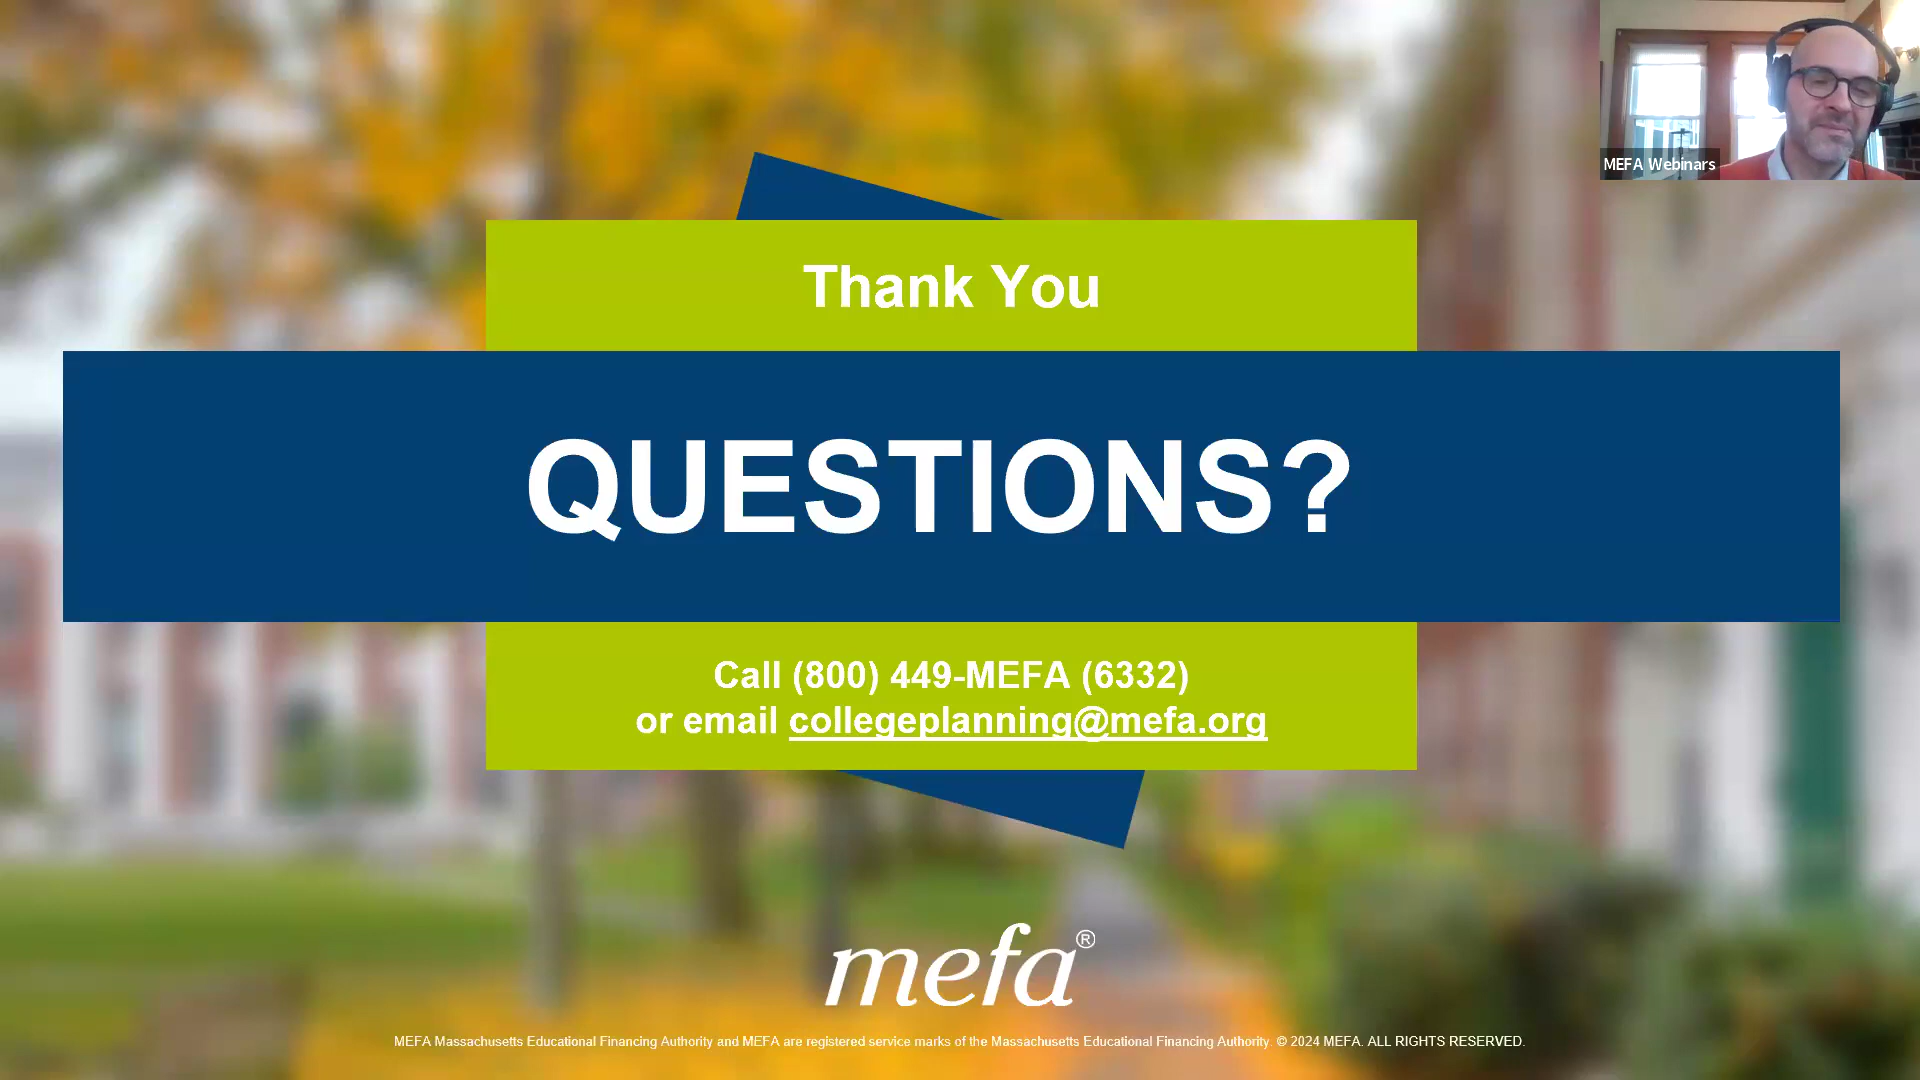 MEFA Webinars
Thank You
QUESTIONS?
Call (800) 449-MEFA (6332)
or email collegeplanning@mefa.org
mefa®
MEFA Massachusetts Educational Financing Authority and MEFA are registered service marks of the Massachusetts Educational Financing Authority. © 2024 MEFA. ALL RIGHTS RESERVED.